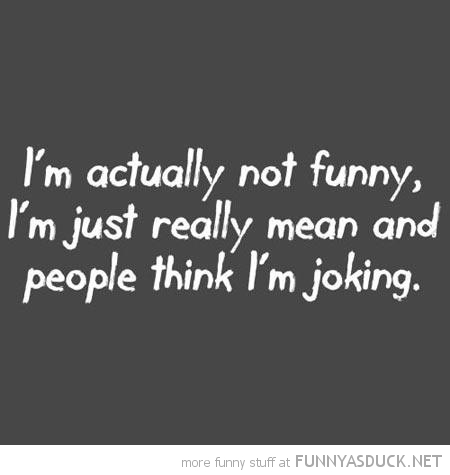 I'm actually not funny,
I'm just really mean and
people think I'm joking.
more funny stuff at FUNNYASDUCK.NET